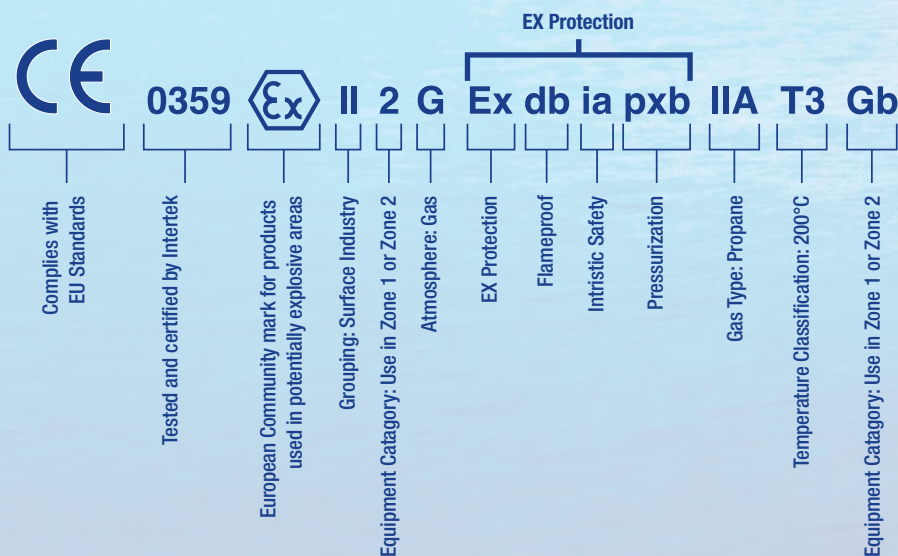 EX Protection
CE 0359 Ex II 2 G Ex db ia pxb IIA T3 Gb
Complies with
EU Standards
Tested and certified by Intertek
European Community mark for products
used in potentially explosive areas
Grouping: Surface Industry
Equipment Catagory: Use in Zone 1 or Zone 2
Atmosphere: Gas
EX Protection
Flameproof
Intristic Safety
Pressurization
Gas Type: Propane
Temperature Classification: 200°C
Equipment Catagory: Use in Zone 1 or Zone 2